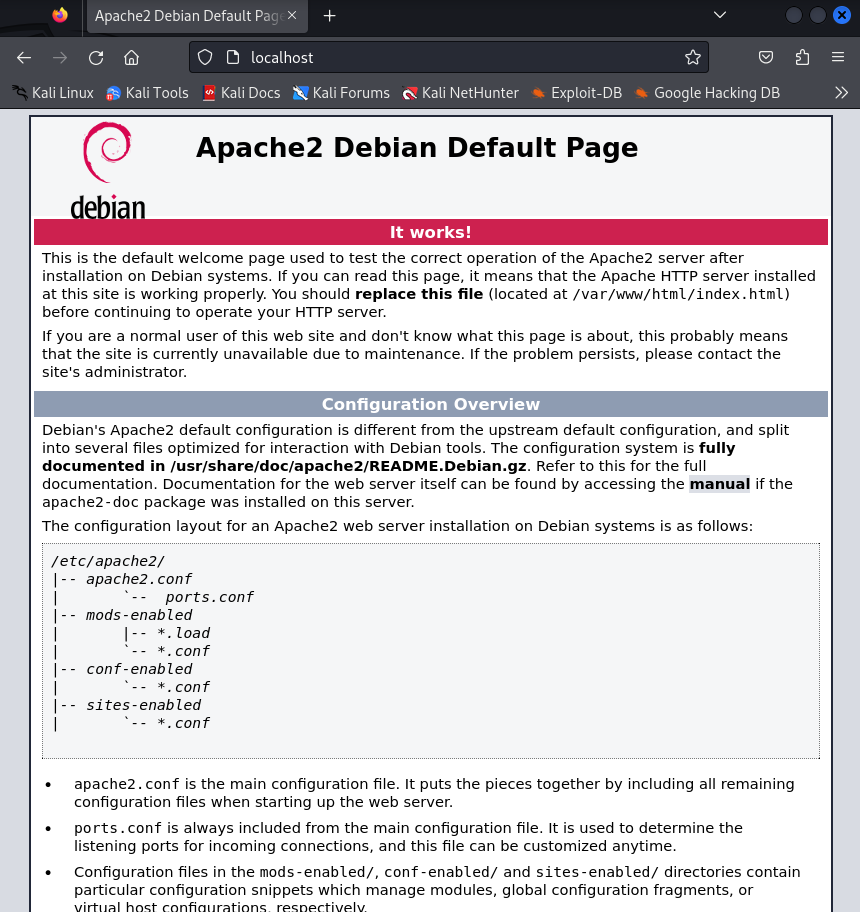 Apache2 Debian Default Page
localhost
Kali Linux Kali Tools Kali Docs Kali Forums Kali NetHunter Exploit-DB Google Hacking DB
debian
Apache2 Debian Default Page
It works!
This is the default welcome page used to test the correct operation of the Apache2 server after
installation on Debian systems. If you can read this page, it means that the Apache HTTP server installed
at this site is working properly. You should replace this file (located at /var/www/html/index.html)
before continuing to operate your HTTP server.
If you are a normal user of this web site and don't know what this page is about, this probably means
that the site is currently unavailable due to maintenance. If the problem persists, please contact the
site's administrator.
Configuration Overview
Debian's Apache2 default configuration is different from the upstream default configuration, and split
into several files optimized for interaction with Debian tools. The configuration system is fully
documented in /usr/share/doc/apache2/README.Debian.gz. Refer to this for the full
documentation. Documentation for the web server itself can be found by accessing the manual if the
apache2-doc package was installed on this server.
The configuration layout for an Apache2 web server installation on Debian systems is as follows:
/etc/apache2/
|-- apache2.conf
|       `--  ports.conf
|-- mods-enabled
|       |-- *.load
|       `-- *.conf
|-- conf-enabled
|       `-- *.conf
|-- sites-enabled
|       `-- *.conf
• apache2.conf is the main configuration file. It puts the pieces together by including all remaining
configuration files when starting up the web server.
• ports.conf is always included from the main configuration file. It is used to determine the
listening ports for incoming connections, and this file can be customized anytime.
• Configuration files in the mods-enabled/, conf-enabled/ and sites-enabled/ directories contain
particular configuration snippets which manage modules, global configuration fragments, or
virtual host configurations, respectively.